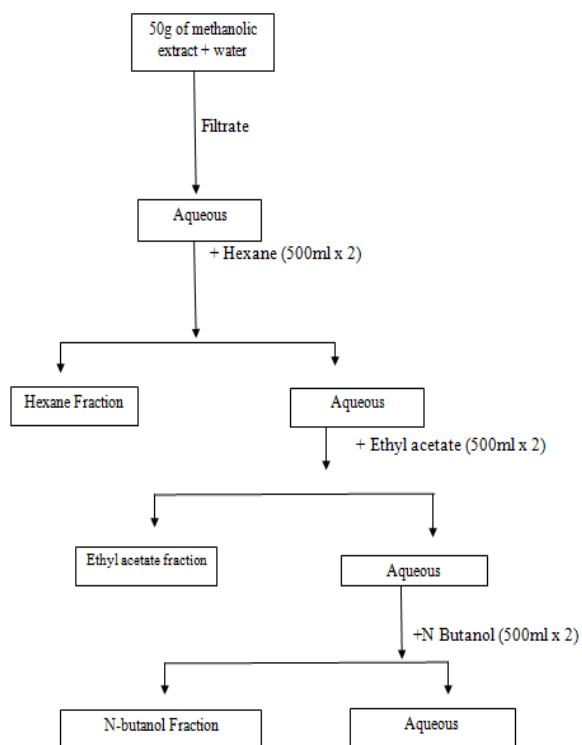 50g of methanolic
extract + water
Filtrate
Aqueous
+ Hexane (500ml x 2)
Hexane Fraction
Aqueous
+ Ethyl acetate (500ml x 2)
Ethyl acetate fraction
Aqueous
+N Butanol (500ml x 2)
N-butanol Fraction
Aqueous